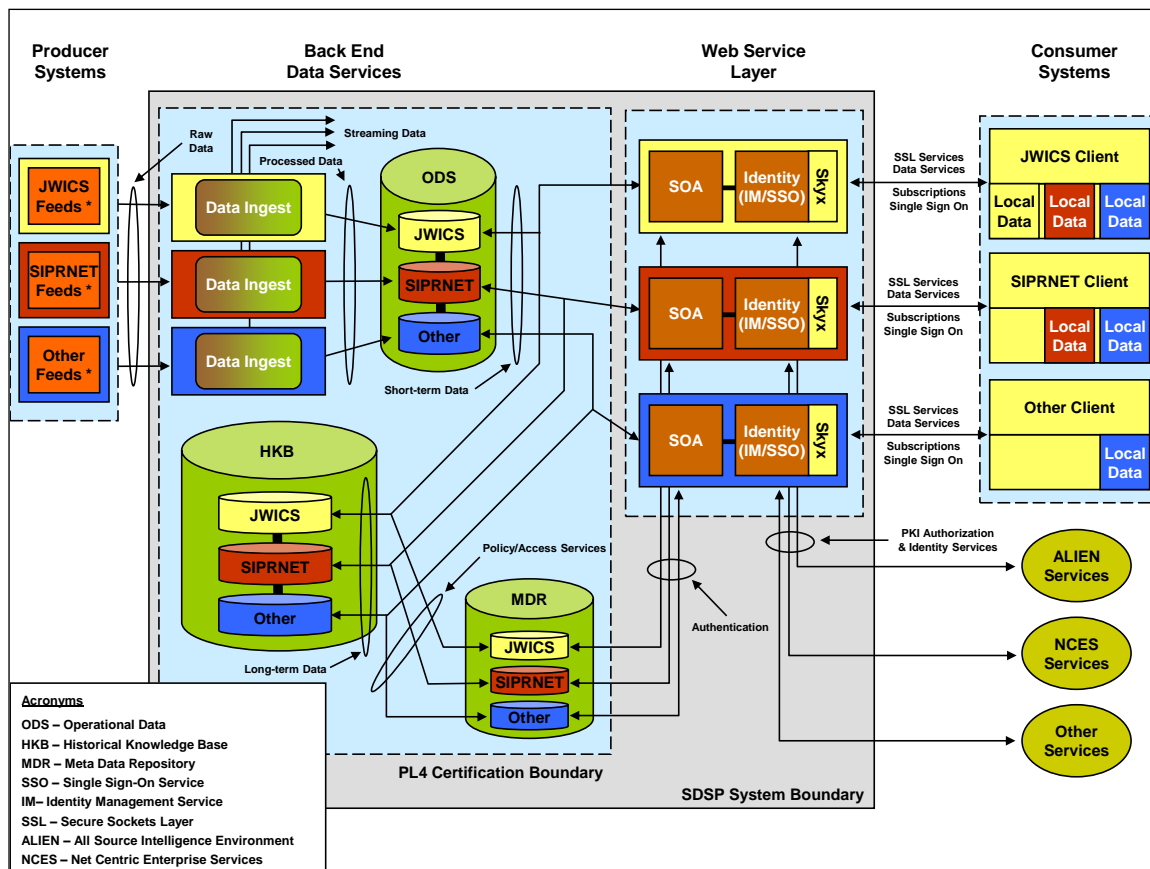 Producer
Systems
Back End
Data Services
Web Service
Layer
Consumer
Systems
Raw
Data
Streaming Data
Processed Data
JWICS
Feeds *
SIPRNET
Feeds *
Other
Feeds *
Data Ingest
Data Ingest
Data Ingest
ODS
JWICS
SIPRNET
Other
Short-term Data
HKB
JWICS
SIPRNET
Other
Long-term Data
Policy/Access Services
MDR
JWICS
SIPRNET
Other
PL4 Certification Boundary
SDSP System Boundary
SOA
Identity
(IM/SSO)
Skyx
SOA
Identity
(IM/SSO)
Skyx
SOA
Identity
(IM/SSO)
Skyx
Authentication
PKI Authorization
& Identity Services
SSL Services
Data Services
Subscriptions
Single Sign On
SSL Services
Data Services
Subscriptions
Single Sign On
SSL Services
Data Services
Subscriptions
Single Sign On
JWICS Client
Local
Data
Local
Data
Local
Data
SIPRNET Client
Local
Data
Local
Data
Other Client
Local
Data
ALIEN
Services
NCES
Services
Other
Services
Acronyms
ODS – Operational Data
HKB – Historical Knowledge Base
MDR – Meta Data Repository
SSO – Single Sign-On Service
IM– Identity Management Service
SSL – Secure Sockets Layer
ALIEN – All Source Intelligence Environment
NCES – Net Centric Enterprise Services